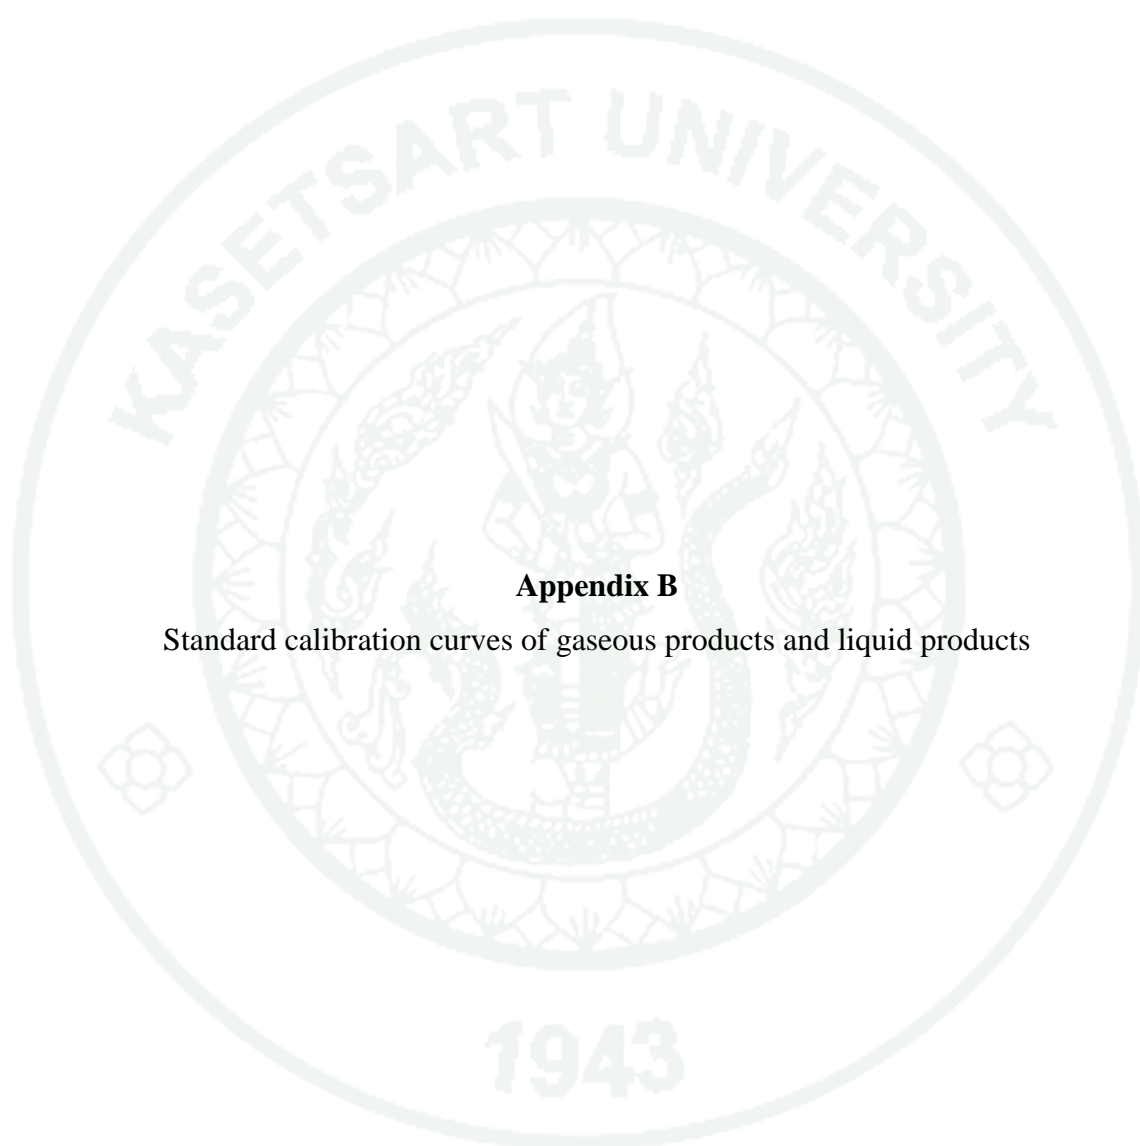 KASETSART UNIVERSITY
Appendix B
Standard calibration curves of gaseous products and liquid products
1943